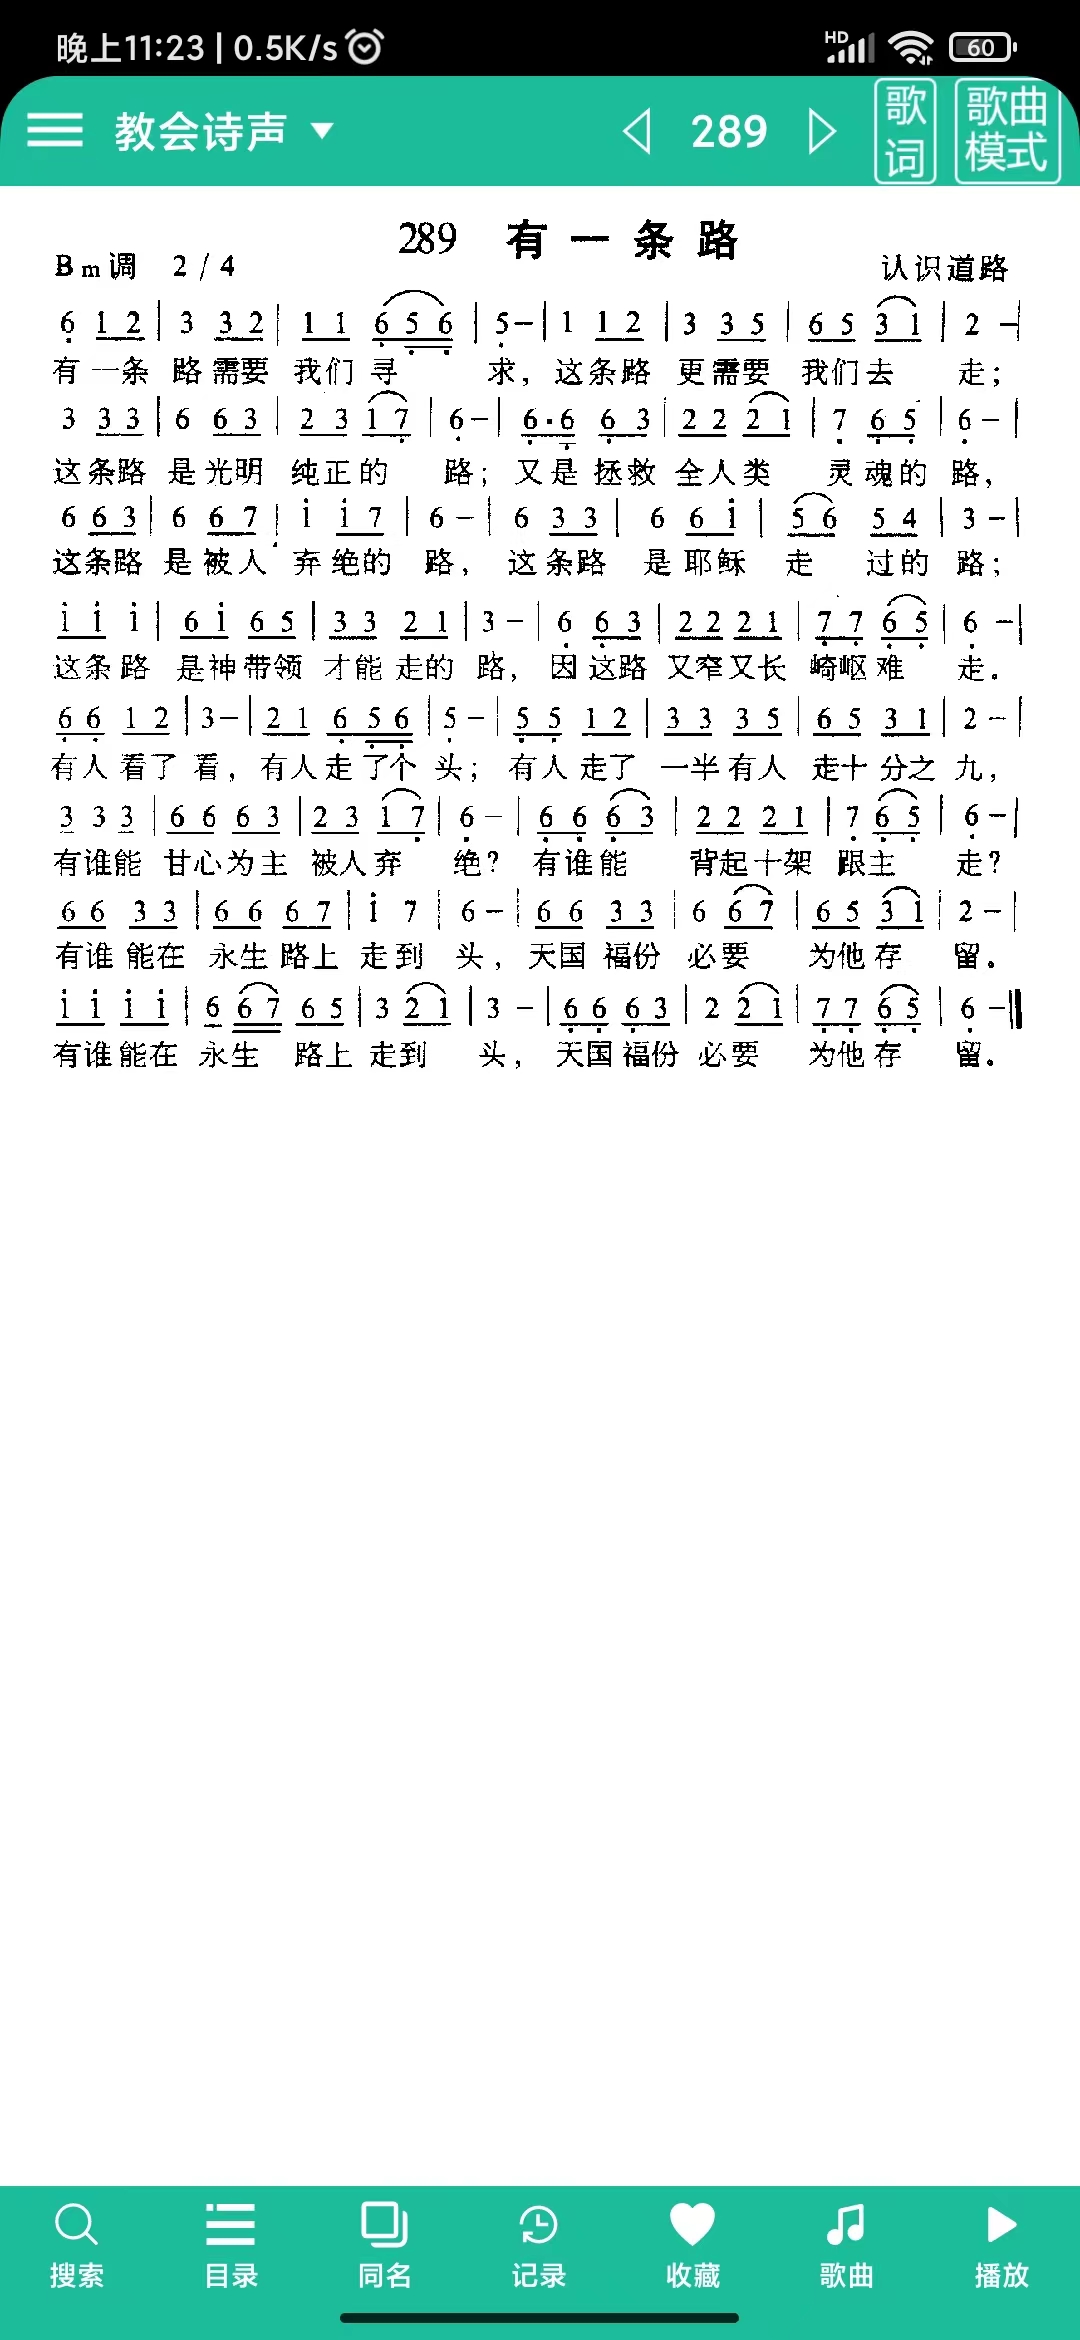 晚上11:23 | 0.5K/s HD 60
教会诗声 289 歌词 歌曲模式
289 有一条路
Bm调 2/4 认识道路
6 1 2 | 3 3 2 | 1 1 6 5 6 | 5 - | 1 1 2 | 3 3 5 | 6 5 3 1 | 2 -|
有一条 路需要 我们寻 求，这条路 更需要 我们去 走；
3 3 3 | 6 6 3 | 2 3 1 7 | 6 - | 6·6 6 3 | 2 2 2 1 | 7 6 5 | 6 - |
这条路 是光明 纯正的 路；又是拯救 全人类 灵魂的路，
6 6 3 | 6 6 7 | i i 7 | 6 - | 6 3 3 | 6 6 i | 5 6 5 4 | 3 - |
这条路 是被人 弃绝的 路，这条路 是耶稣 走 过的 路；
i i i | 6 i 6 5 | 3 3 2 1 | 3 - | 6 6 3 | 2 2 2 1 | 7 7 6 5 | 6 -|
这条路 是神带领 才能走的 路，因这路 又窄又长 崎岖难 走.
6 6 1 2 | 3 - | 2 1 6 5 6 | 5 - | 5 5 1 2 | 3 3 3 5 | 6 5 3 1 | 2 - |
有人看了 看，有人走了个 头；有人走了 一半有人 走十分之 九，
3 3 3 | 6 6 6 3 | 2 3 1 7 | 6 - | 6 6 6 3 | 2 2 2 1 | 7 6 5 | 6 - |
有谁能 甘心为主 被人弃 绝？有谁能 背起十架 跟主 走？
6 6 3 3 | 6 6 6 7 | i 7 | 6 - | 6 6 3 3 | 6 6 7 | 6 5 3 1 | 2 - |
有谁能在 永生路上 走到 头，天国福份 必要 为他存 留。
i i i i | 6 6 7 6 5 | 3 2 1 | 3 - | 6 6 6 3 | 2 2 1 | 7 7 6 5 | 6 -‖
有谁能在 永生 路上 走到 头，天国福份 必要 为他存 留。
搜索 目录 同名 记录 收藏 歌曲 播放